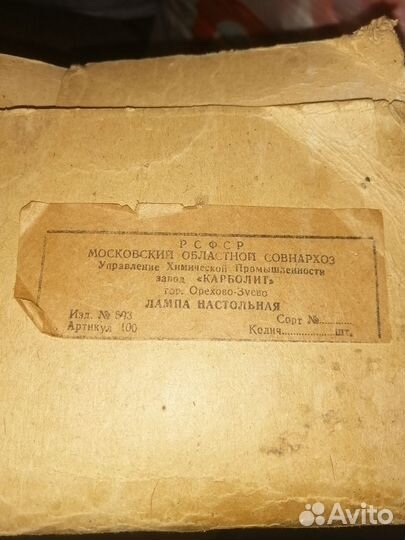 РСФСР
МОСКОВСКИЙ ОБЛАСТНОЙ СОВНАРХОЗ
Управление Химической Промышленности
завод «КАРБОЛИТ»
гор. Орехово-Зуево
ЛАМПА НАСТОЛЬНАЯ
Изд. № 893 Сорт №..........
Артикул 100 Колич..............шт.
Avito